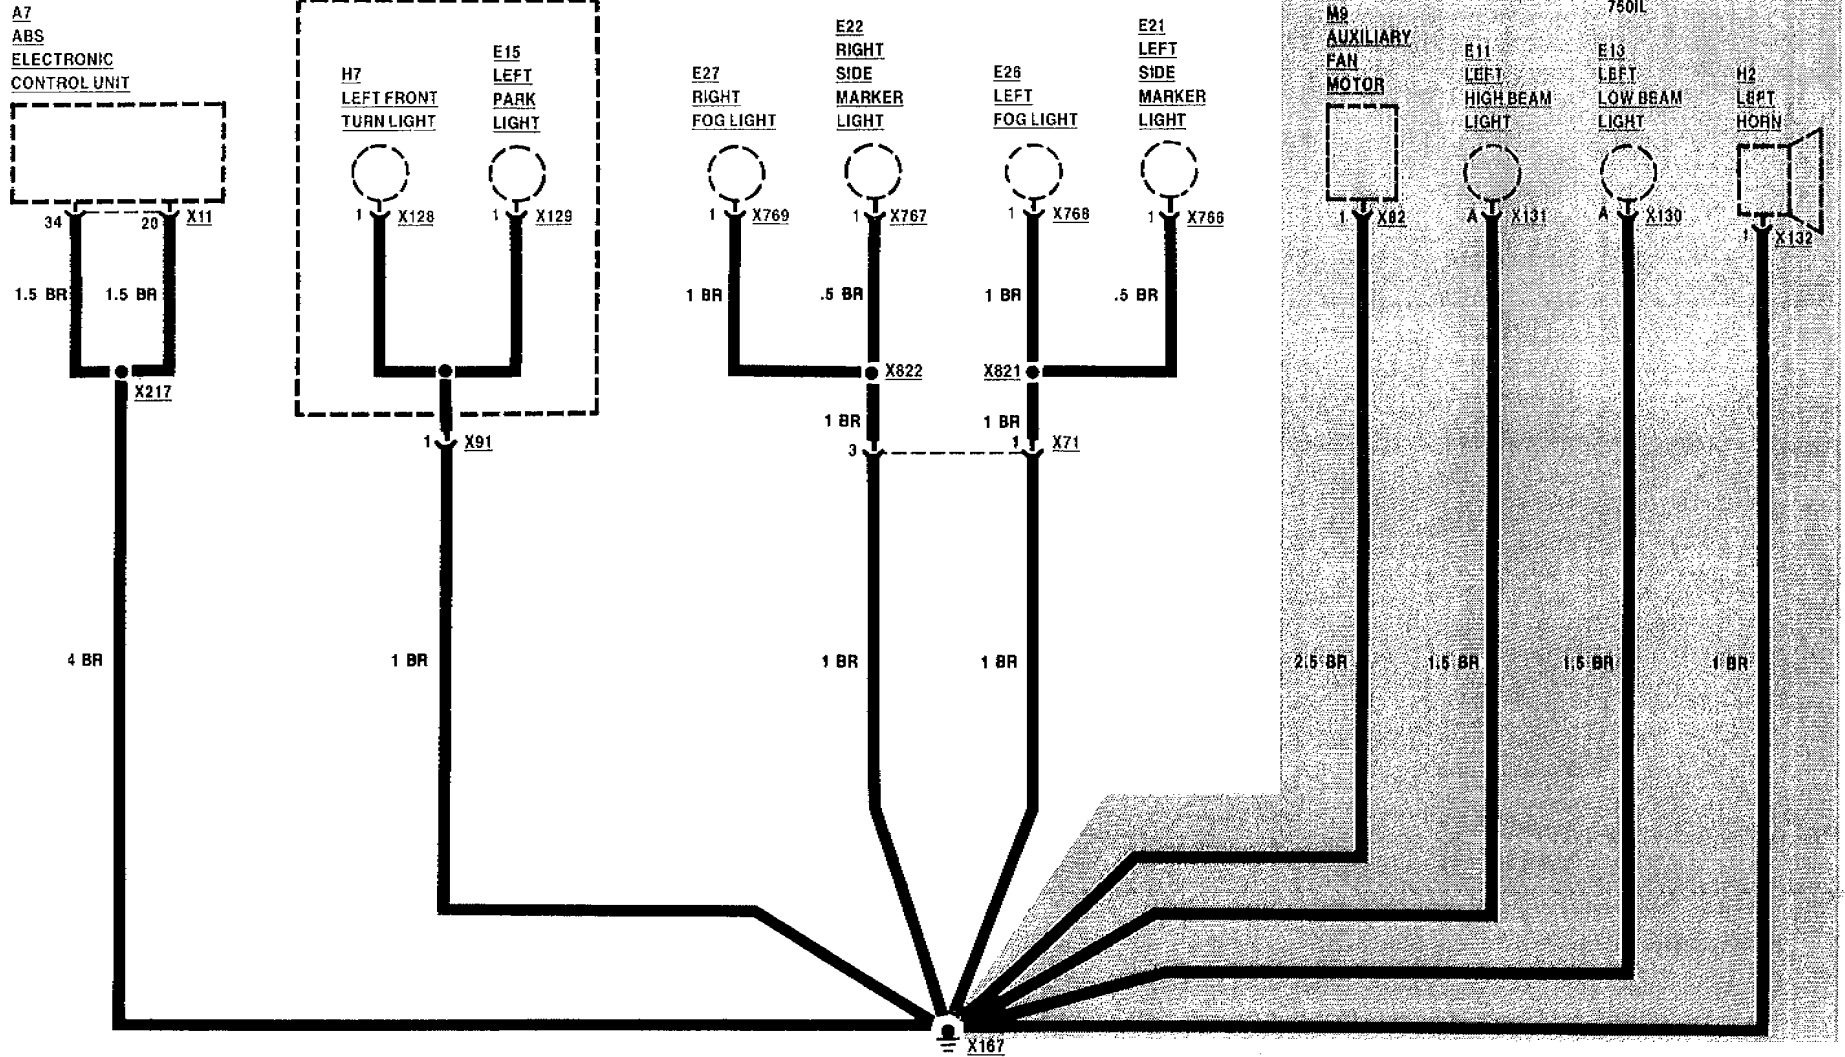 A7
ABS
ELECTRONIC
CONTROL UNIT
H7
LEFT FRONT
TURN LIGHT
E15
LEFT
PARK
LIGHT
E27
RIGHT
FOG LIGHT
E22
RIGHT
SIDE
MARKER
LIGHT
E26
LEFT
FOG LIGHT
E21
LEFT
SIDE
MARKER
LIGHT
750IL
M9
AUXILIARY
FAN
MOTOR
E11
LEFT
HIGH BEAM
LIGHT
E13
LEFT
LOW BEAM
LIGHT
H2
LEFT
HORN
34 20 X11
1 X128
1 X129
1 X769
1 X767
1 X768
1 X766
1 X82
A X131
A X130
1 X132
1.5 BR 1.5 BR
1 BR .5 BR 1 BR .5 BR
X217
X822
X821
1 BR 1 BR
1 X91
3 1 X71
4 BR 1 BR 1 BR 1 BR 2.5 BR 1.5 BR 1.5 BR 1 BR
X167